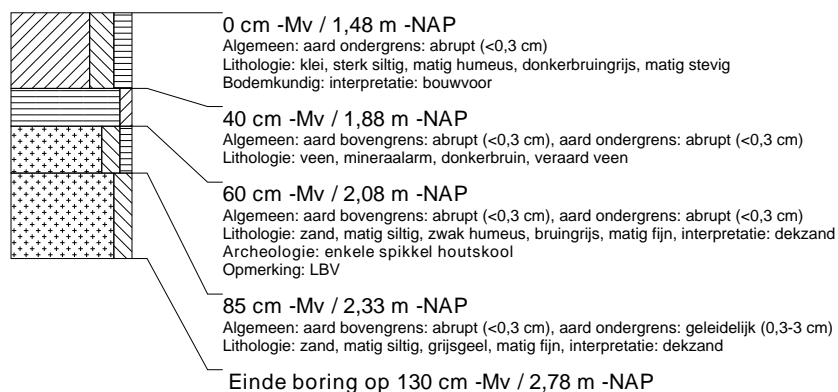 0 cm -Mv / 1,48 m -NAP
Algemeen: aard ondergrens: abrupt (<0,3 cm)
Lithologie: klei, sterk siltig, matig humeus, donkerbruingrijs, matig stevig
Bodemkundig: interpretatie: bouwvoor
40 cm -Mv / 1,88 m -NAP
Algemeen: aard bovengrens: abrupt (<0,3 cm), aard ondergrens: abrupt (<0,3 cm)
Lithologie: veen, mineraalarm, donkerbruin, veraard veen
60 cm -Mv / 2,08 m -NAP
Algemeen: aard bovengrens: abrupt (<0,3 cm), aard ondergrens: abrupt (<0,3 cm)
Lithologie: zand, matig siltig, zwak humeus, bruingrijs, matig fijn, interpretatie: dekzand
Archeologie: enkele spikkel houtskool
Opmerking: LBV
85 cm -Mv / 2,33 m -NAP
Algemeen: aard bovengrens: abrupt (<0,3 cm), aard ondergrens: geleidelijk (0,3-3 cm)
Lithologie: zand, matig siltig, grijsgeel, matig fijn, interpretatie: dekzand
Einde boring op 130 cm -Mv / 2,78 m -NAP